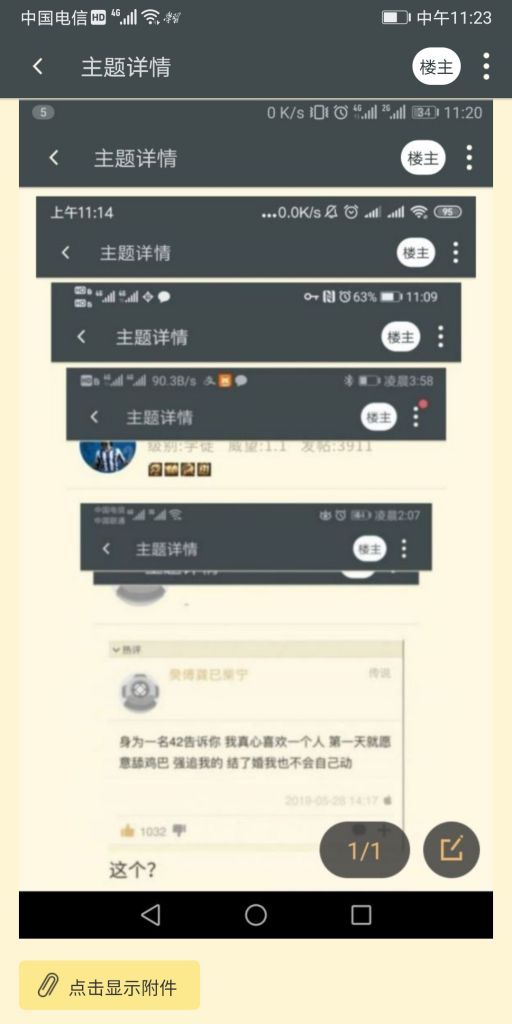 中国电信 HD 4G 中午11:23
主题详情 楼主
5 0 K/s 4G 2G 34 11:20
主题详情 楼主
上午11:14 ...0.0K/s 95
主题详情 楼主
63% 11:09
主题详情 楼主
90.3B/s 凌晨3:58
主题详情 楼主
级别:学徒 威望:1.1 发帖:3911
中国电信
中国联通 凌晨2:07
主题详情 楼主
热评
传说
身为一名42告诉你 我真心喜欢一个人 第一天就愿
意舔鸡巴 强追我的 结了婚我也不会自己动
2019-05-28 14:17
1032
1/1
这个?
点击显示附件